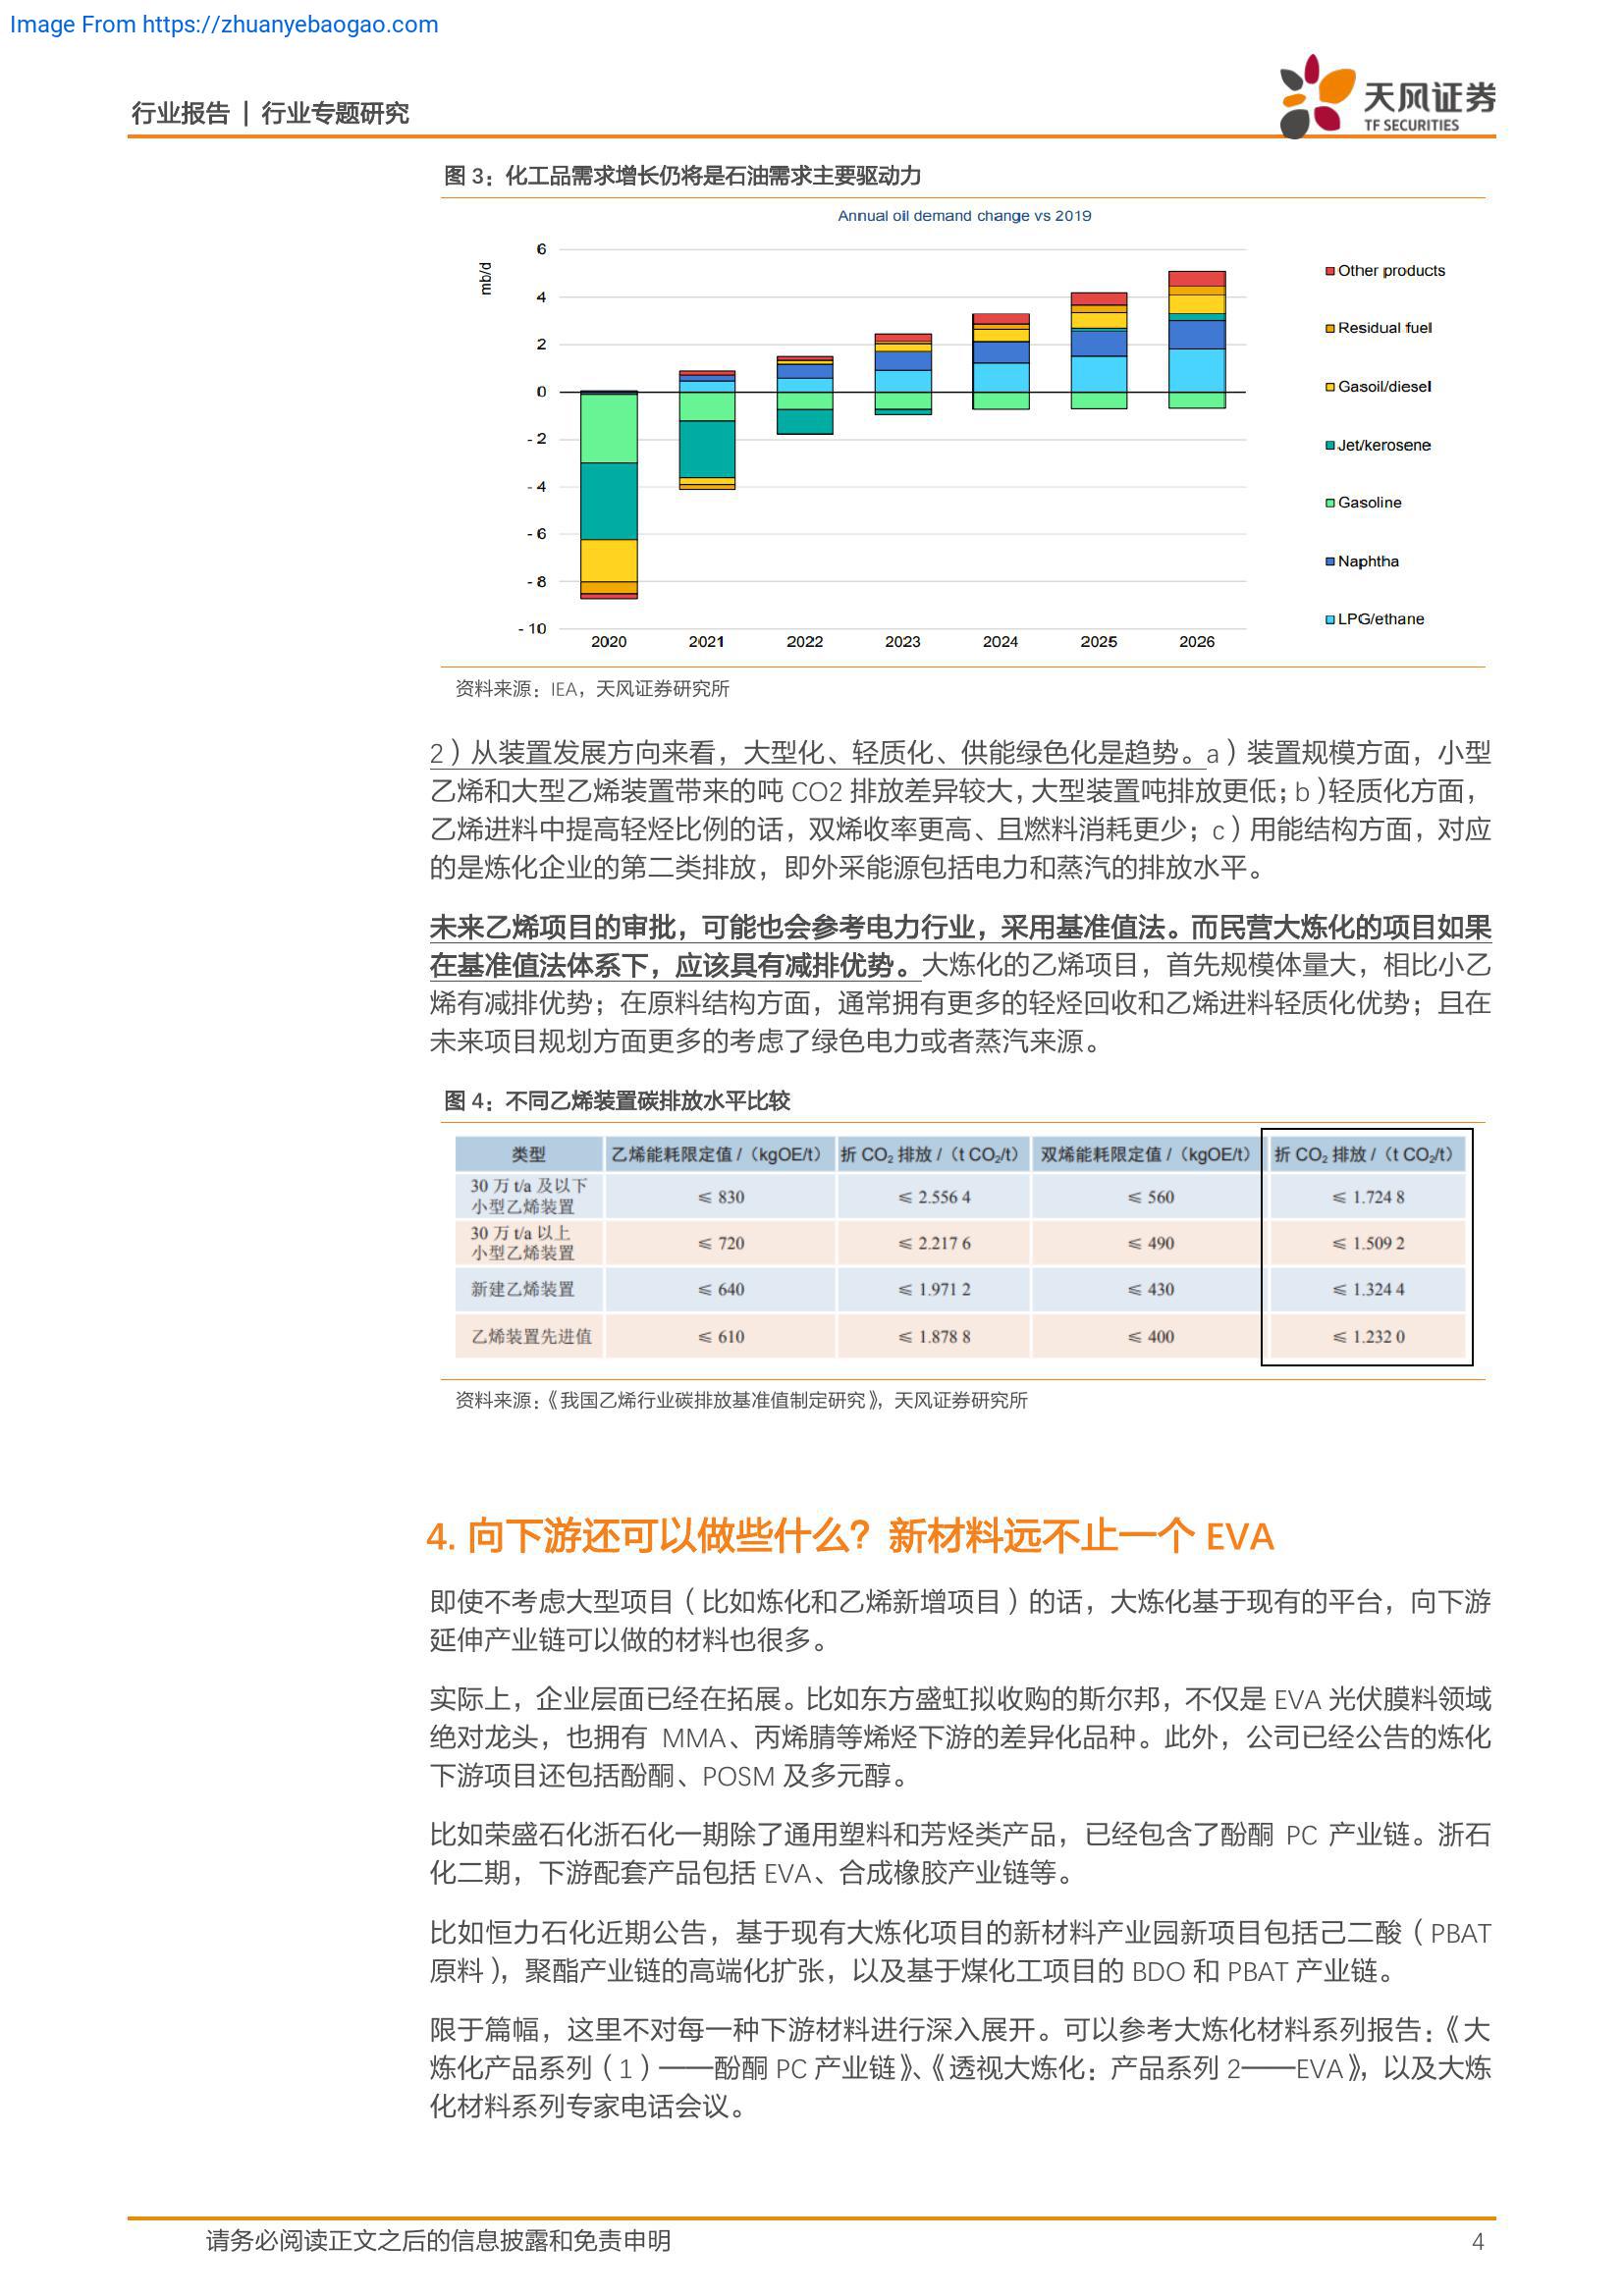 Image From https://zhuanyebaogao.com
行业报告 | 行业专题研究
天风证券
TF SECURITIES
图 3：化工品需求增长仍将是石油需求主要驱动力
Annual oil demand change vs 2019
mb/d
6
4
2
0
- 2
- 4
- 6
- 8
- 10
2020 2021 2022 2023 2024 2025 2026
Other products
Residual fuel
Gasoil/diesel
Jet/kerosene
Gasoline
Naphtha
LPG/ethane
资料来源：IEA，天风证券研究所
2）从装置发展方向来看，大型化、轻质化、供能绿色化是趋势。a）装置规模方面，小型
乙烯和大型乙烯装置带来的吨 CO2 排放差异较大，大型装置吨排放更低；b）轻质化方面，
乙烯进料中提高轻烃比例的话，双烯收率更高、且燃料消耗更少；c）用能结构方面，对应
的是炼化企业的第二类排放，即外采能源包括电力和蒸汽的排放水平。
未来乙烯项目的审批，可能也会参考电力行业，采用基准值法。而民营大炼化的项目如果
在基准值法体系下，应该具有减排优势。大炼化的乙烯项目，首先规模体量大，相比小乙
烯有减排优势；在原料结构方面，通常拥有更多的轻烃回收和乙烯进料轻质化优势；且在
未来项目规划方面更多的考虑了绿色电力或者蒸汽来源。
图 4：不同乙烯装置碳排放水平比较
类型 乙烯能耗限定值 /（kgOE/t） 折 CO₂ 排放 /（t CO₂/t） 双烯能耗限定值 /（kgOE/t） 折 CO₂ 排放 /（t CO₂/t）
30 万 t/a 及以下
小型乙烯装置 ≤ 830 ≤ 2.556 4 ≤ 560 ≤ 1.724 8
30 万 t/a 以上
小型乙烯装置 ≤ 720 ≤ 2.217 6 ≤ 490 ≤ 1.509 2
新建乙烯装置 ≤ 640 ≤ 1.971 2 ≤ 430 ≤ 1.324 4
乙烯装置先进值 ≤ 610 ≤ 1.878 8 ≤ 400 ≤ 1.232 0
资料来源：《我国乙烯行业碳排放基准值制定研究》，天风证券研究所
4. 向下游还可以做些什么？新材料远不止一个 EVA
即使不考虑大型项目（比如炼化和乙烯新增项目）的话，大炼化基于现有的平台，向下游
延伸产业链可以做的材料也很多。
实际上，企业层面已经在拓展。比如东方盛虹拟收购的斯尔邦，不仅是 EVA 光伏膜料领域
绝对龙头，也拥有 MMA、丙烯腈等烯烃下游的差异化品种。此外，公司已经公告的炼化
下游项目还包括酚酮、POSM 及多元醇。
比如荣盛石化浙石化一期除了通用塑料和芳烃类产品，已经包含了酚酮 PC 产业链。浙石
化二期，下游配套产品包括 EVA、合成橡胶产业链等。
比如恒力石化近期公告，基于现有大炼化项目的新材料产业园新项目包括己二酸（PBAT
原料），聚酯产业链的高端化扩张，以及基于煤化工项目的 BDO 和 PBAT 产业链。
限于篇幅，这里不对每一种下游材料进行深入展开。可以参考大炼化材料系列报告：《大
炼化产品系列（1）——酚酮 PC 产业链》、《透视大炼化：产品系列 2——EVA》，以及大炼
化材料系列专家电话会议。
请务必阅读正文之后的信息披露和免责申明 4